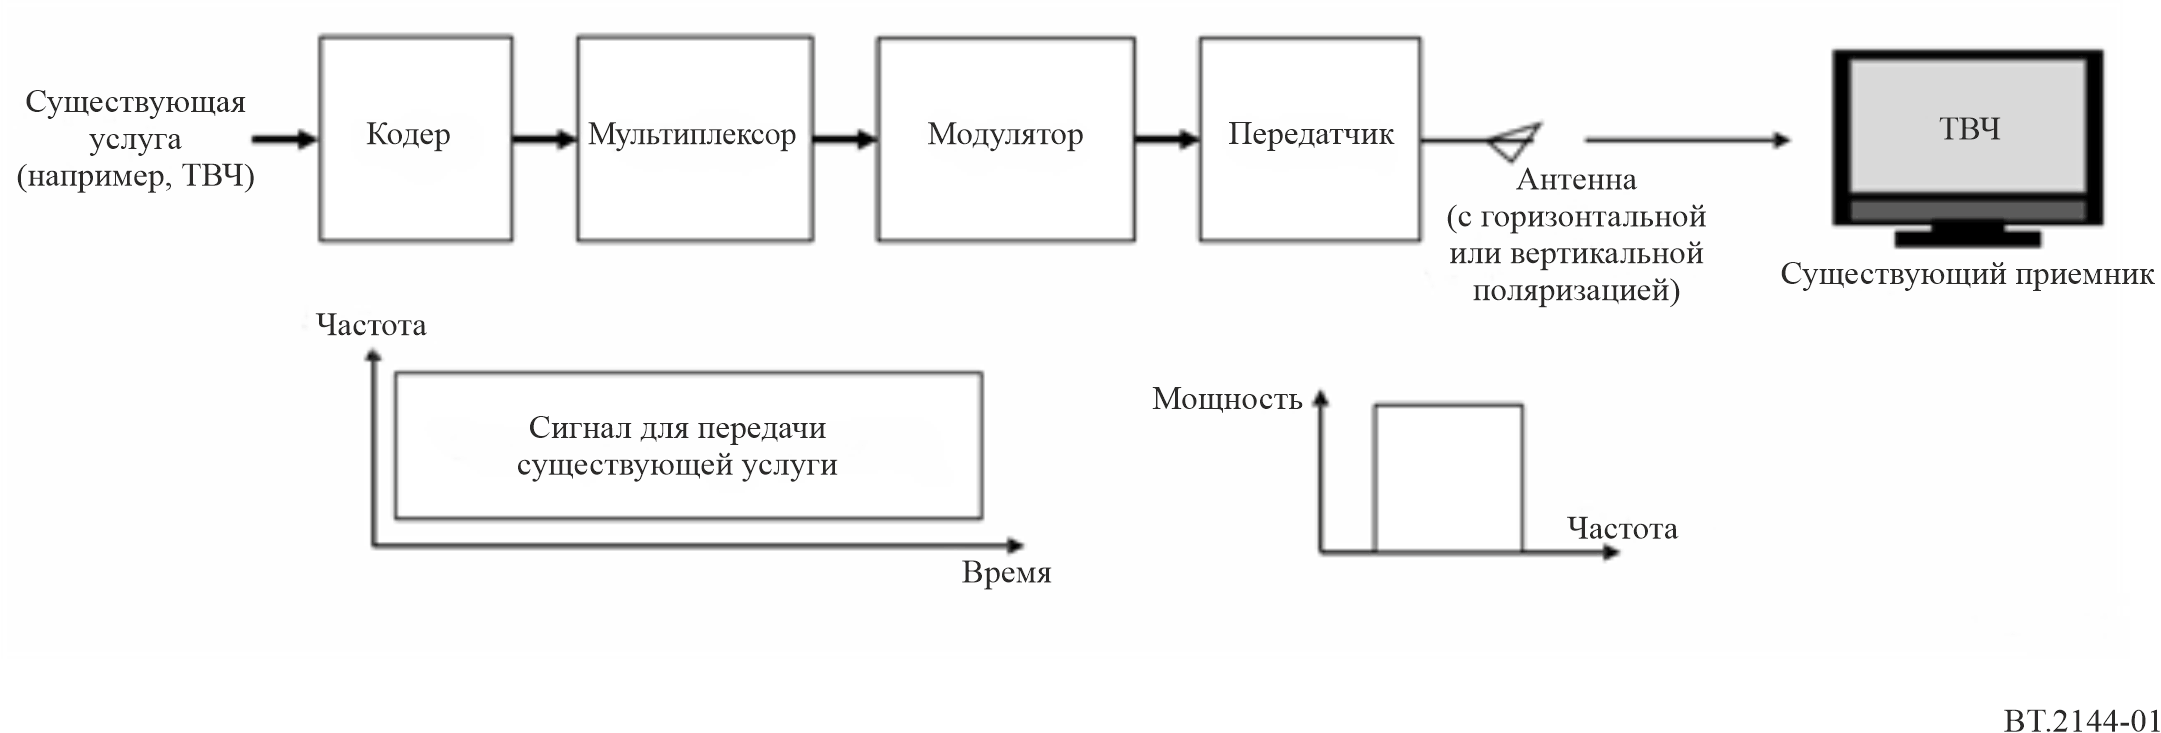 Существующая
услуга
(например, ТВЧ)
Кодер
Мультиплексор
Модулятор
Передатчик
Антенна
(с горизонтальной
или вертикальной
поляризацией)
ТВЧ
Существующий приемник
Частота
Сигнал для передачи
существующей услуги
Время
Мощность
Частота
BT.2144-01